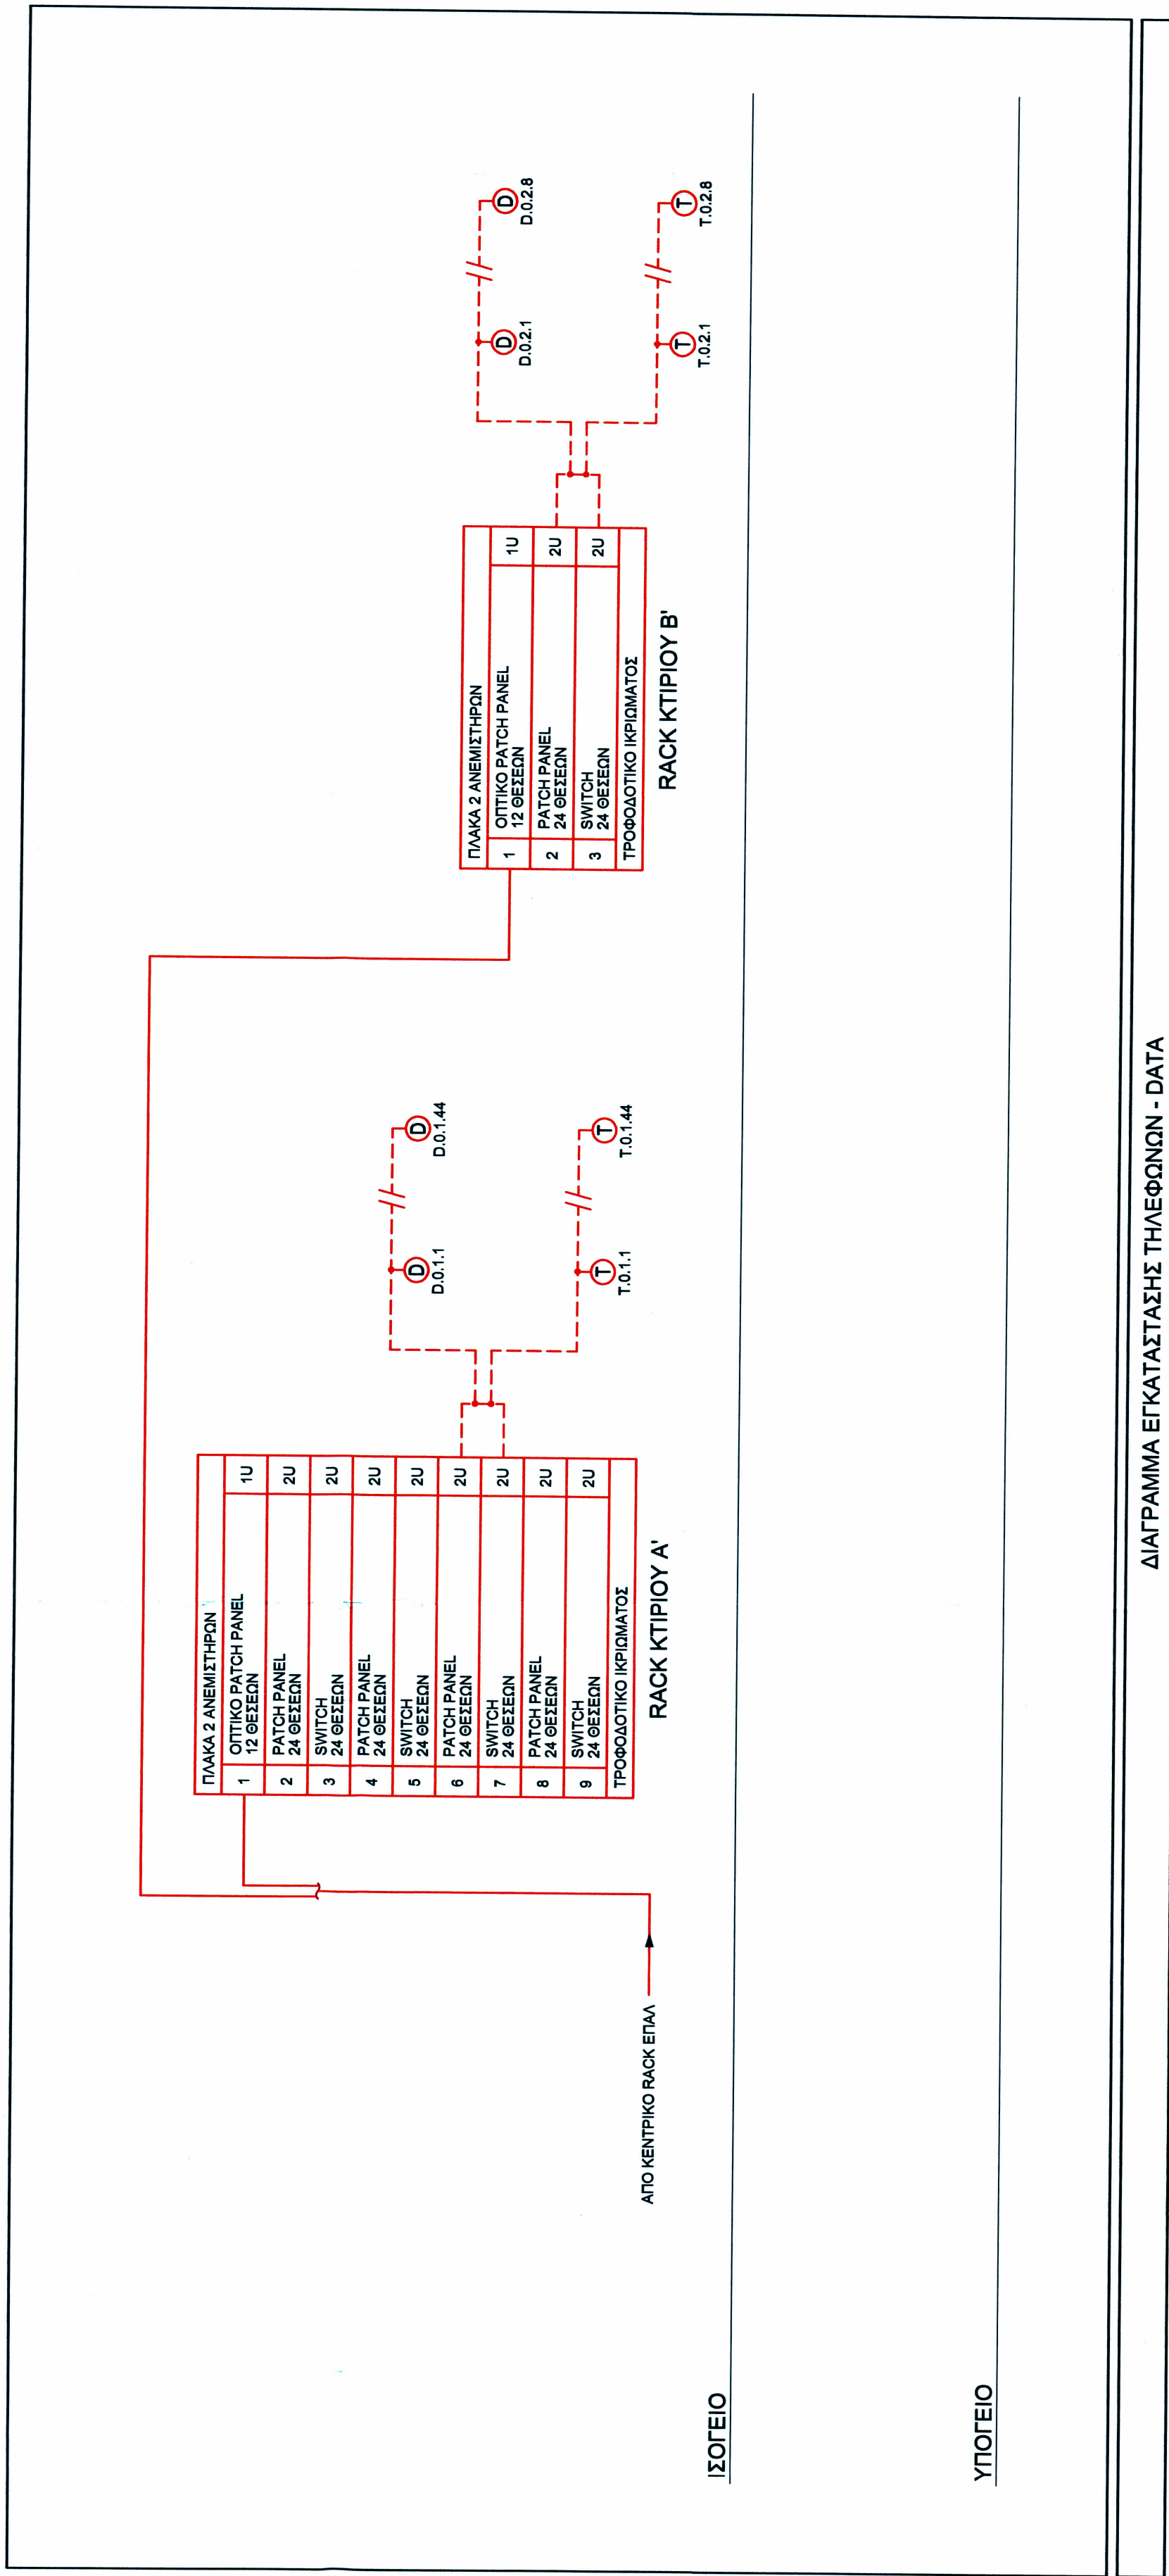 ΠΛΑΚΑ 2 ΑΝΕΜΙΣΤΗΡΩΝ
1 ΟΠΤΙΚΟ PATCH PANEL 1U
12 ΘΕΣΕΩΝ
2 PATCH PANEL 2U
24 ΘΕΣΕΩΝ
3 SWITCH 2U
24 ΘΕΣΕΩΝ
4 PATCH PANEL 2U
24 ΘΕΣΕΩΝ
5 SWITCH 2U
24 ΘΕΣΕΩΝ
6 PATCH PANEL 2U
24 ΘΕΣΕΩΝ
7 SWITCH 2U
24 ΘΕΣΕΩΝ
8 PATCH PANEL 2U
24 ΘΕΣΕΩΝ
9 SWITCH 2U
24 ΘΕΣΕΩΝ
ΤΡΟΦΟΔΟΤΙΚΟ ΙΚΡΙΩΜΑΤΟΣ
RACK ΚΤΙΡΙΟΥ Α'
D D
D.0.1.1 D.0.1.44
T T
T.0.1.1 T.0.1.44
ΠΛΑΚΑ 2 ΑΝΕΜΙΣΤΗΡΩΝ
1 ΟΠΤΙΚΟ PATCH PANEL 1U
12 ΘΕΣΕΩΝ
2 PATCH PANEL 2U
24 ΘΕΣΕΩΝ
3 SWITCH 2U
24 ΘΕΣΕΩΝ
ΤΡΟΦΟΔΟΤΙΚΟ ΙΚΡΙΩΜΑΤΟΣ
RACK ΚΤΙΡΙΟΥ Β'
D D
D.0.2.1 D.0.2.8
T T
T.0.2.1 T.0.2.8
ΑΠΟ ΚΕΝΤΡΙΚΟ RACK ΕΠΑΛ
ΙΣΟΓΕΙΟ
ΥΠΟΓΕΙΟ
ΔΙΑΓΡΑΜΜΑ ΕΓΚΑΤΑΣΤΑΣΗΣ ΤΗΛΕΦΩΝΩΝ - DATA